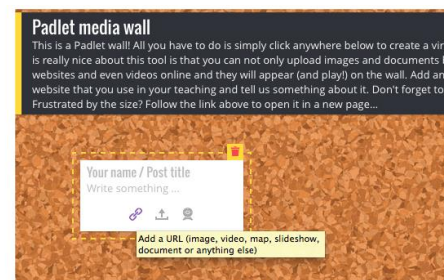 Padlet media wall
This is a Padlet wall! All you have to do is simply click anywhere below to create a
is really nice about this tool is that you can not only upload images and documents
websites and even videos online and they will appear (and play!) on the wall. Add
website that you use in your teaching and tell us something about it. Don't forget to
Frustrated by the size? Follow the link above to open it in a new page...
Your name / Post title
Write something ...
Add a URL (image, video, map, slideshow,
document or anything else)